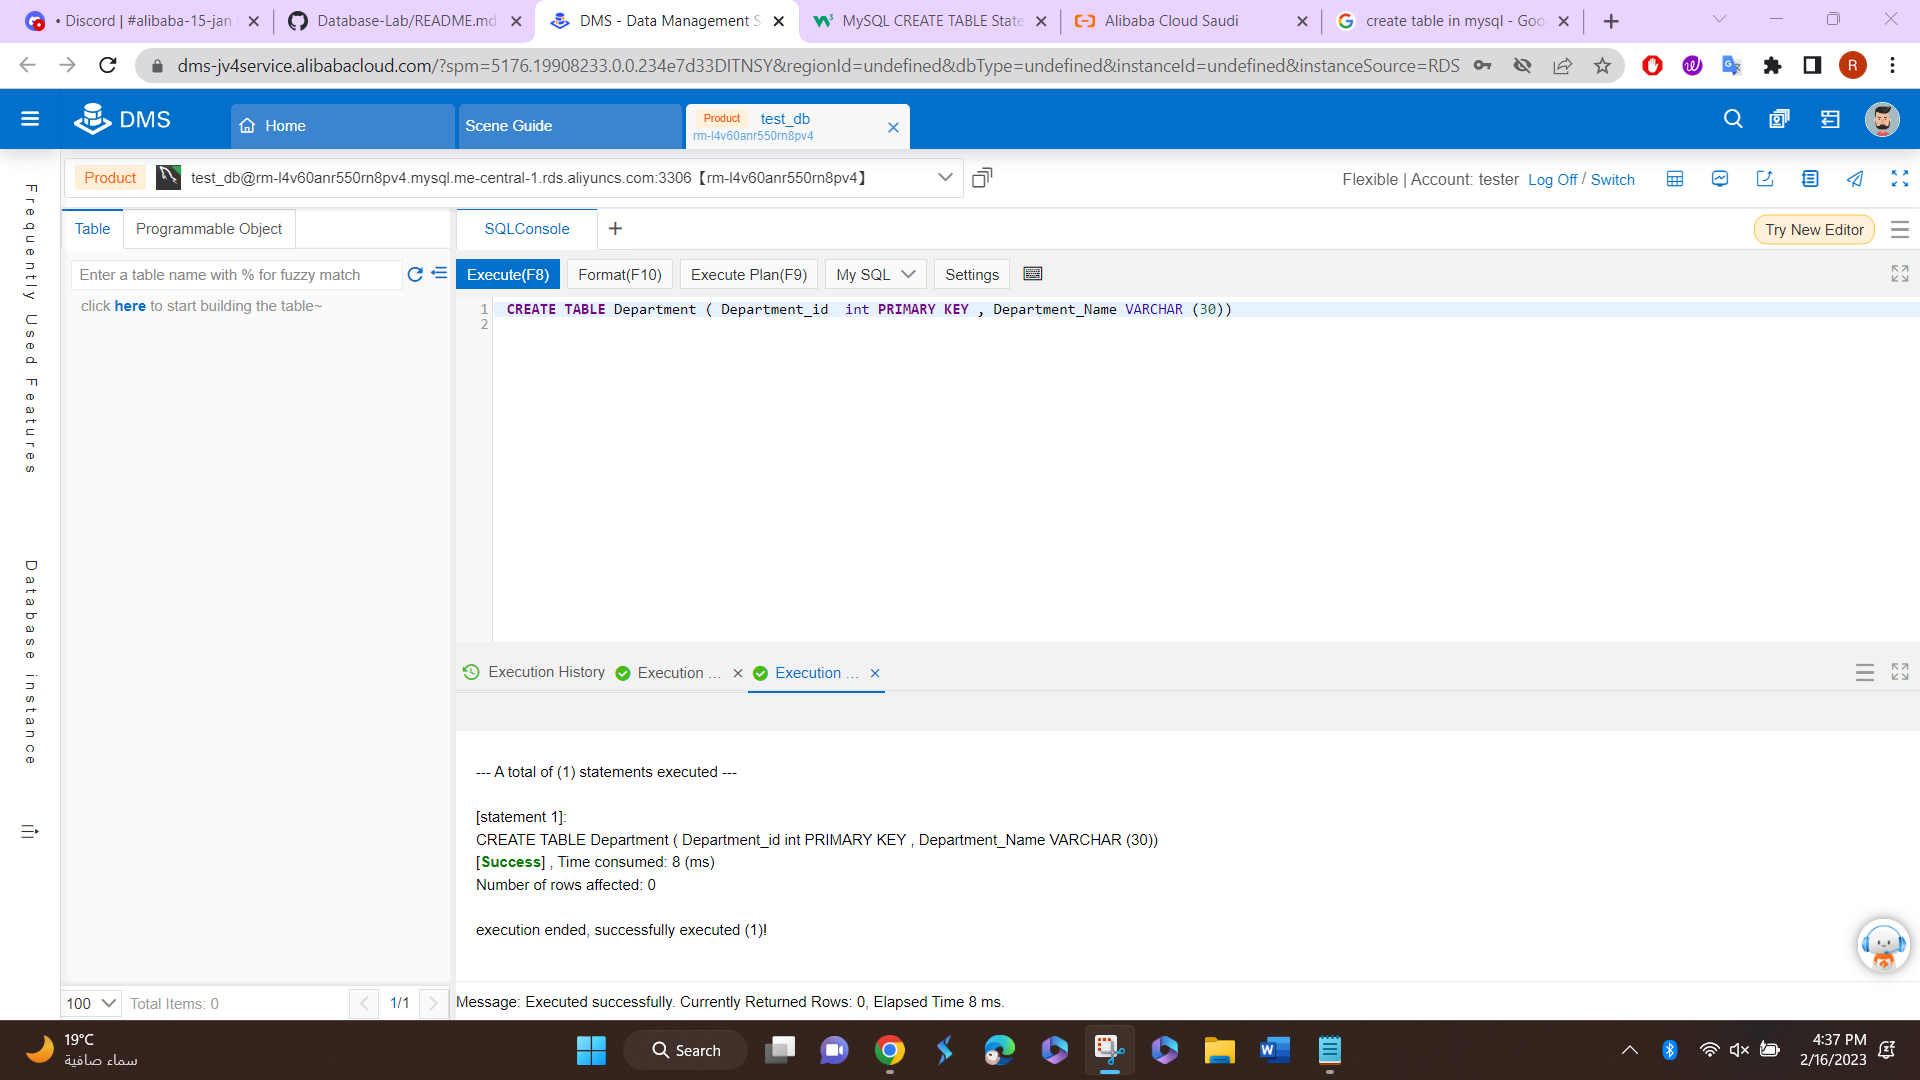 • Discord | #alibaba-15-jan
Database-Lab/README.md
DMS - Data Management S
MySQL CREATE TABLE State
Alibaba Cloud Saudi
create table in mysql - Goo
dms-jv4service.alibabacloud.com/?spm=5176.19908233.0.0.234e7d33DITNSY&regionId=undefined&dbType=undefined&instanceId=undefined&instanceSource=RDS
R
DMS
Home
Scene Guide
Product test_db
rm-l4v60anr550rn8pv4
Product test_db@rm-l4v60anr550rn8pv4.mysql.me-central-1.rds.aliyuncs.com:3306【rm-l4v60anr550rn8pv4】
Flexible | Account: tester Log Off / Switch
Frequently Used Features
Database instance
Table
Programmable Object
Enter a table name with % for fuzzy match
click here to start building the table~
SQLConsole
Try New Editor
Execute(F8)
Format(F10)
Execute Plan(F9)
My SQL
Settings
1 CREATE TABLE Department ( Department_id  int PRIMARY KEY , Department_Name VARCHAR (30))
2
Execution History
Execution ...
Execution ...
--- A total of (1) statements executed ---
[statement 1]:
CREATE TABLE Department ( Department_id int PRIMARY KEY , Department_Name VARCHAR (30))
[Success] , Time consumed: 8 (ms)
Number of rows affected: 0
execution ended, successfully executed (1)!
100
Total Items: 0
1/1
Message: Executed successfully. Currently Returned Rows: 0, Elapsed Time 8 ms.
19°C
سماء صافية
Search
4:37 PM
2/16/2023